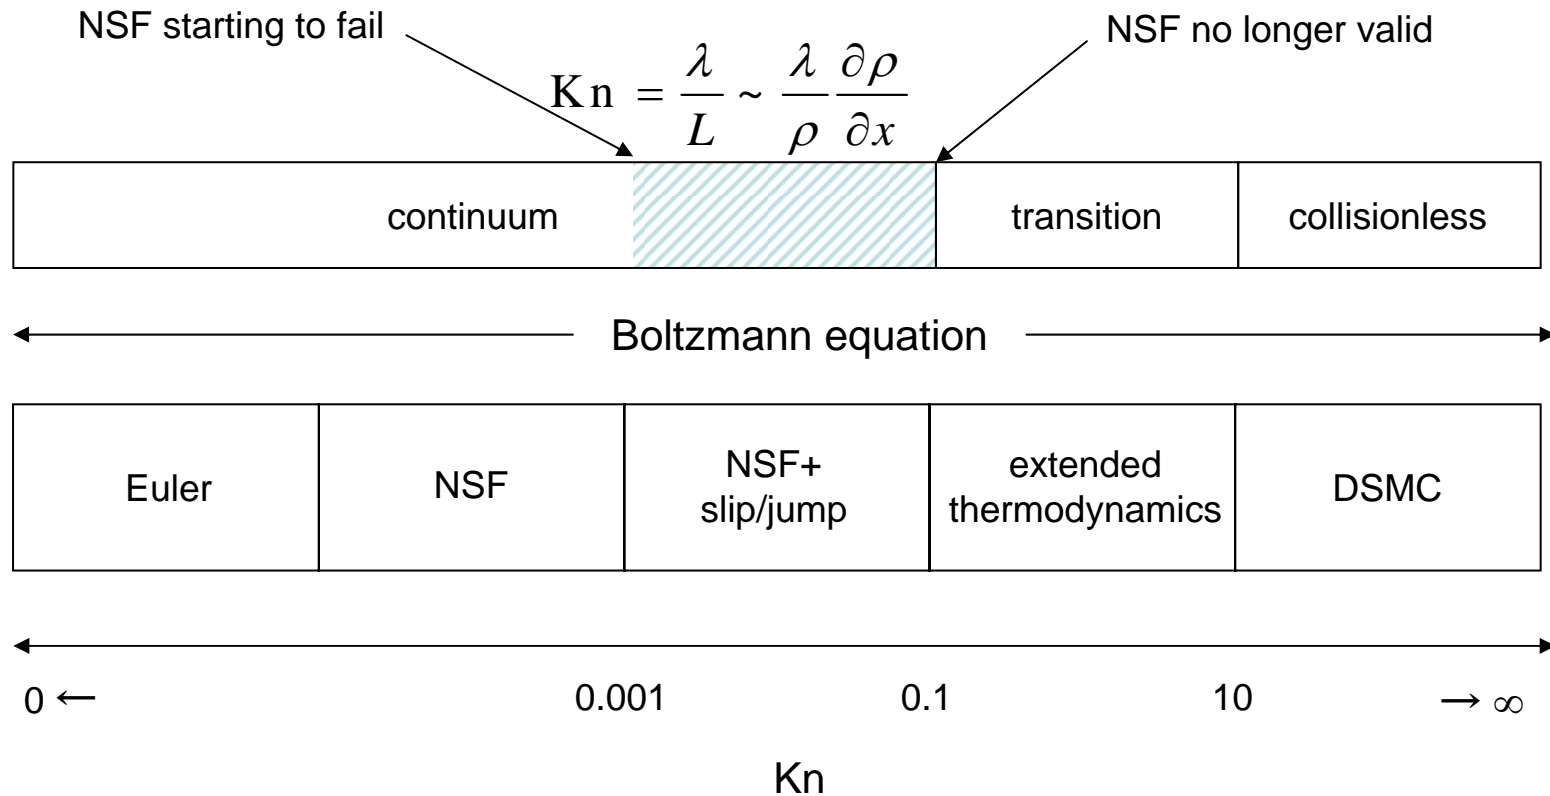 NSF starting to fail
NSF no longer valid
Kn = λ/L ~ λ/ρ ∂ρ/∂x
continuum
transition
collisionless
Boltzmann equation
Euler
NSF
NSF+
slip/jump
extended
thermodynamics
DSMC
0 ←
0.001
0.1
10
→ ∞
Kn